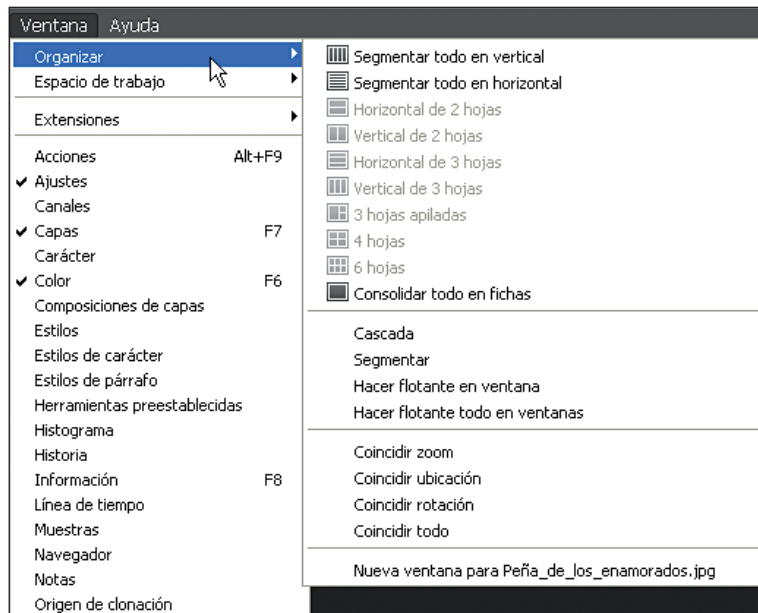 Ventana Ayuda
Organizar
Espacio de trabajo
Extensiones
Acciones Alt+F9
Ajustes
Canales
Capas F7
Carácter
Color F6
Composiciones de capas
Estilos
Estilos de carácter
Estilos de párrafo
Herramientas preestablecidas
Histograma
Historia
Información F8
Línea de tiempo
Muestras
Navegador
Notas
Origen de clonación
Segmentar todo en vertical
Segmentar todo en horizontal
Horizontal de 2 hojas
Vertical de 2 hojas
Horizontal de 3 hojas
Vertical de 3 hojas
3 hojas apiladas
4 hojas
6 hojas
Consolidar todo en fichas
Cascada
Segmentar
Hacer flotante en ventana
Hacer flotante todo en ventanas
Coincidir zoom
Coincidir ubicación
Coincidir rotación
Coincidir todo
Nueva ventana para Peña_de_los_enamorados.jpg